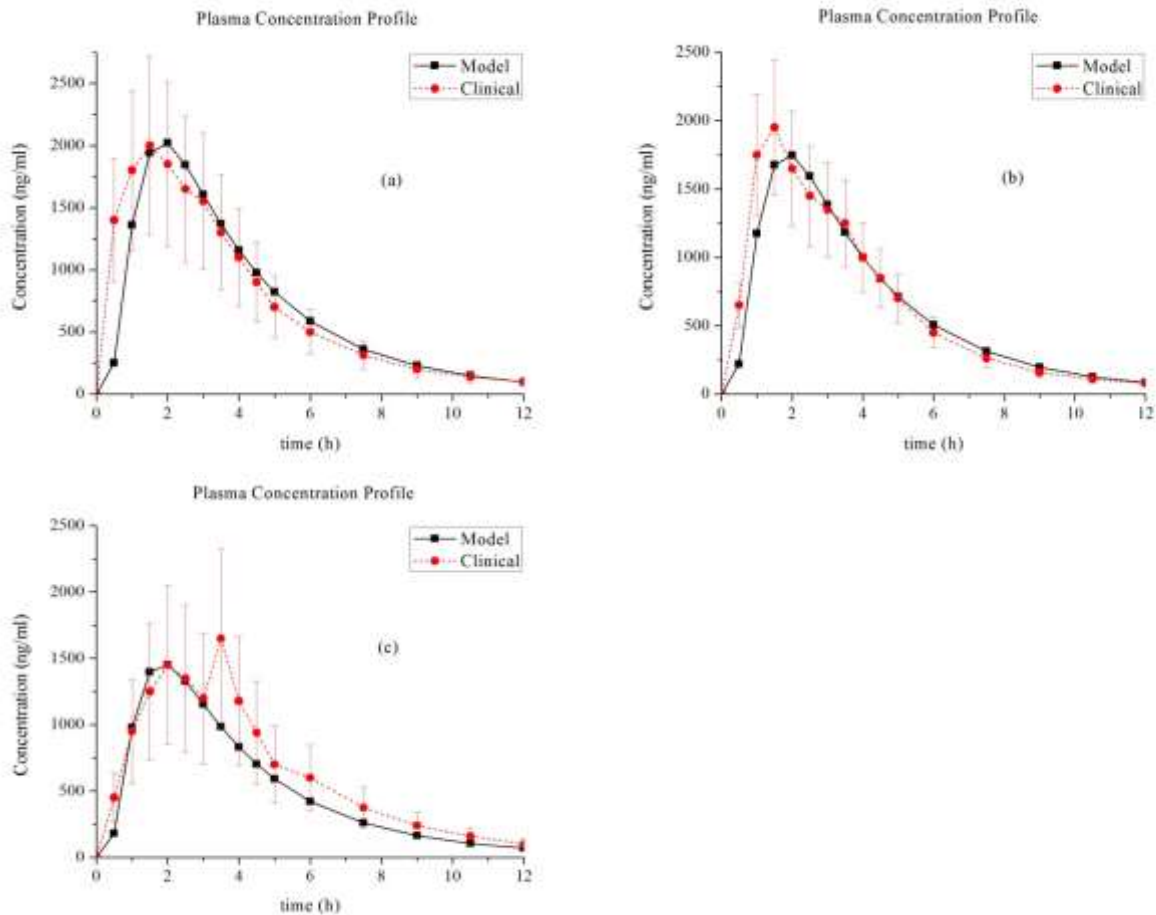 Plasma Concentration Profile
Model
Clinical
(a)
Concentration (ng/ml)
2500
2000
1500
1000
500
0
0 2 4 6 8 10 12
time (h)
Plasma Concentration Profile
Model
Clinical
(b)
Concentration (ng/ml)
2500
2000
1500
1000
500
0
0 2 4 6 8 10 12
time (h)
Plasma Concentration Profile
Model
Clinical
(c)
Concentration (ng/ml)
2500
2000
1500
1000
500
0
0 2 4 6 8 10 12
time (h)